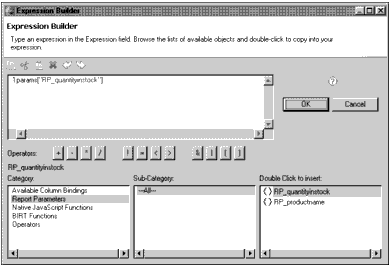 Expression Builder
Expression Builder
Type an expression in the Expression field. Browse the lists of available objects and double-click to copy into your
expression.
1params["RP_quantityinstock"]
OK Cancel
Operators: + - * / ! = < > & | ( )
RP_quantityinstock
Category: Sub-Category: Double Click to insert:
Available Column Bindings
Report Parameters
Native JavaScript Functions
BIRT Functions
Operators
---All---
RP_quantityinstock
RP_productname